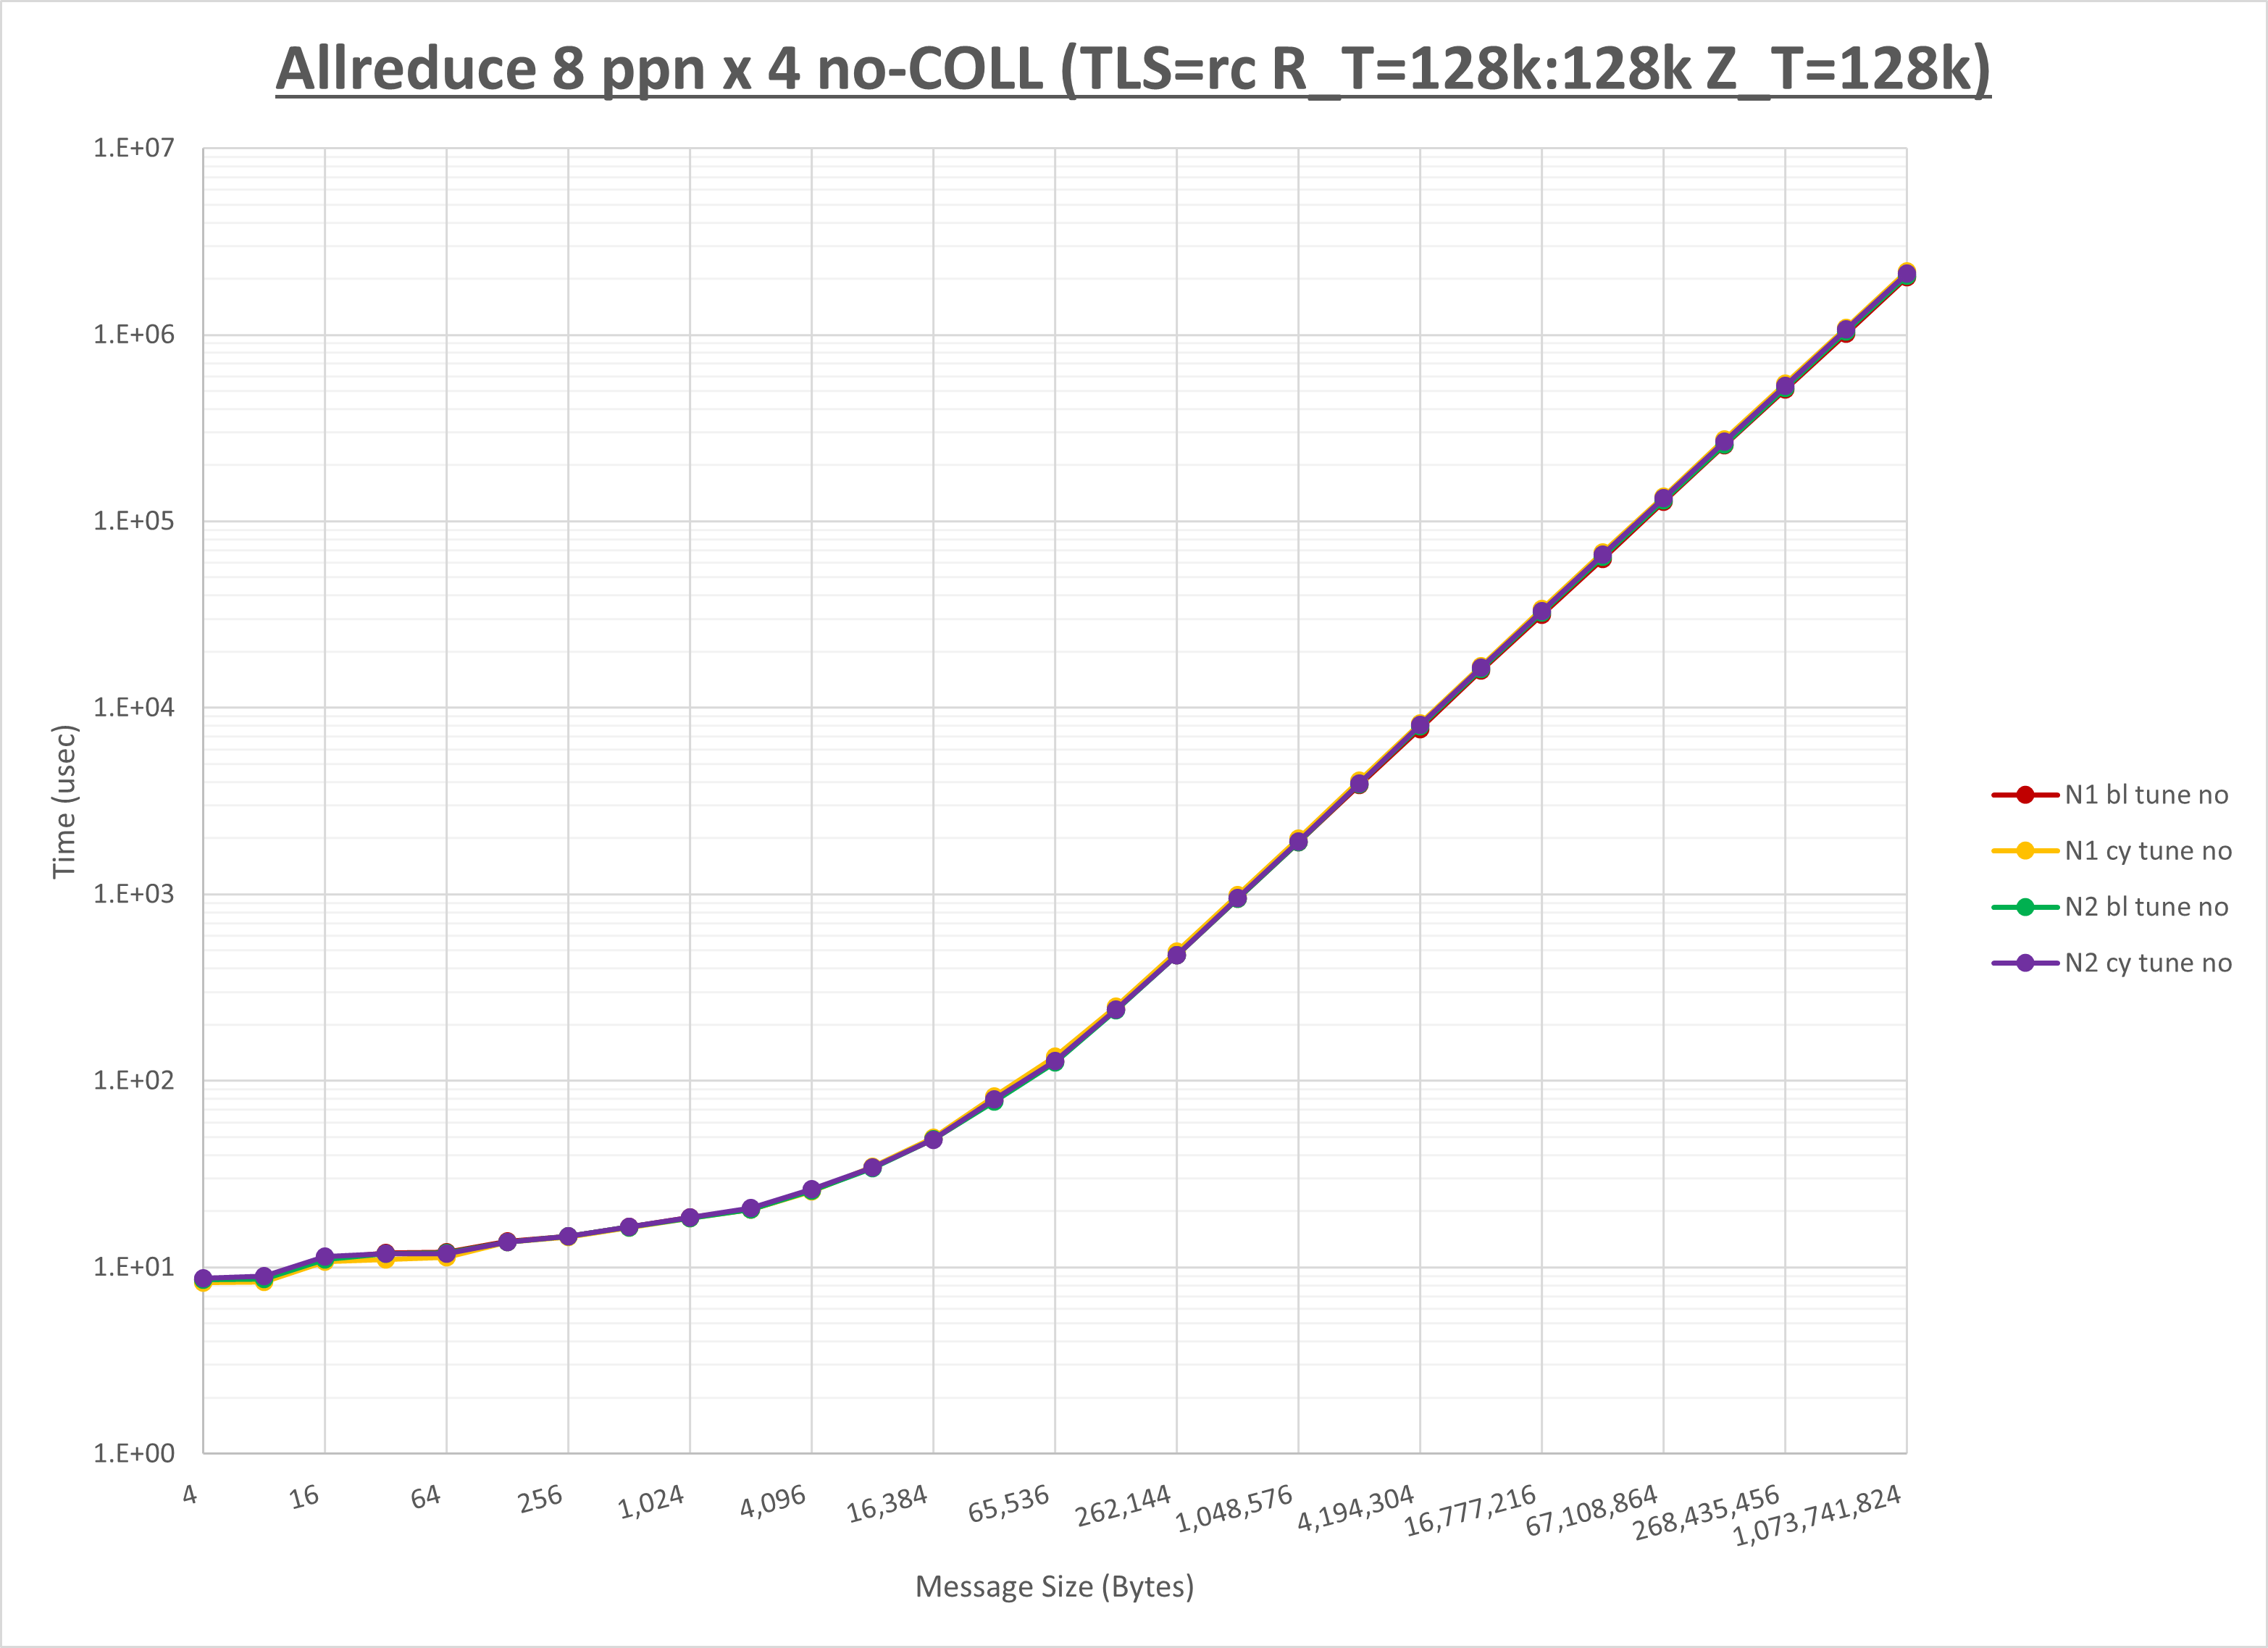 Allreduce 8 ppn x 4 no-COLL (TLS=rc R_T=128k:128k Z_T=128k)
1.E+07
1.E+06
1.E+05
1.E+04
1.E+03
1.E+02
1.E+01
1.E+00
Time (usec)
4
16
64
256
1,024
4,096
16,384
65,536
262,144
1,048,576
4,194,304
16,777,216
67,108,864
268,435,456
1,073,741,824
Message Size (Bytes)
N1 bl tune no
N1 cy tune no
N2 bl tune no
N2 cy tune no